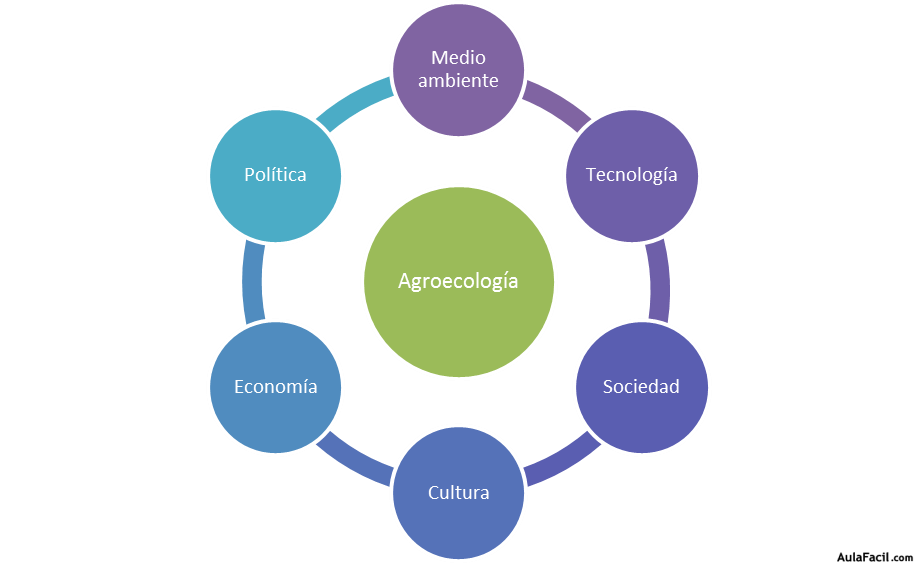 Medio
ambiente
Política
Tecnología
Agroecología
Economía
Sociedad
Cultura
AulaFacil.com